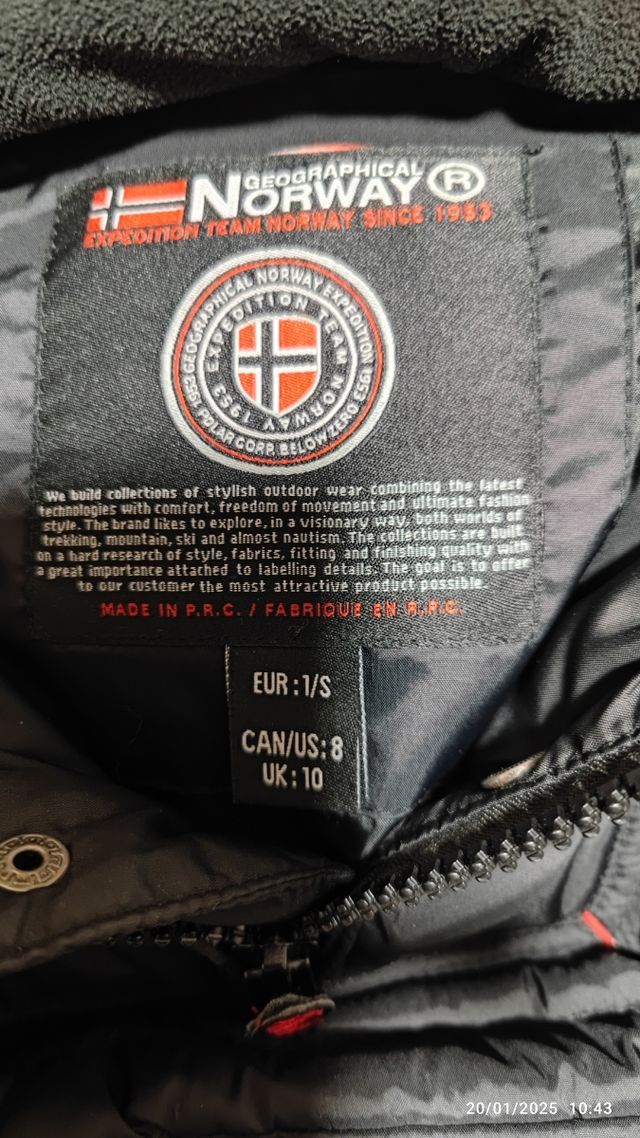 GEOGRAPHICAL
NORWAY ®
EXPEDITION TEAM NORWAY SINCE 1953
GEOGRAPHICAL NORWAY EXPEDITION
EXPEDITION TEAM NORWAY 1953
1953 POLAR CORP. BELOW ZERO 1953
We build collections of stylish outdoor wear combining the latest
technologies with comfort, freedom of movement and ultimate fashion
style. The brand likes to explore, in a visionary way, both worlds of
trekking, mountain, ski and almost nautism. The collections are built
on a hard research of style, fabrics, fitting and finishing quality with
a great importance attached to labelling details. The goal is to offer
to our customer the most attractive product possible.
MADE IN P.R.C. / FABRIQUE EN R.P.C.
EUR : 1/S
CAN/US: 8
UK : 10
20/01/2025 10:43